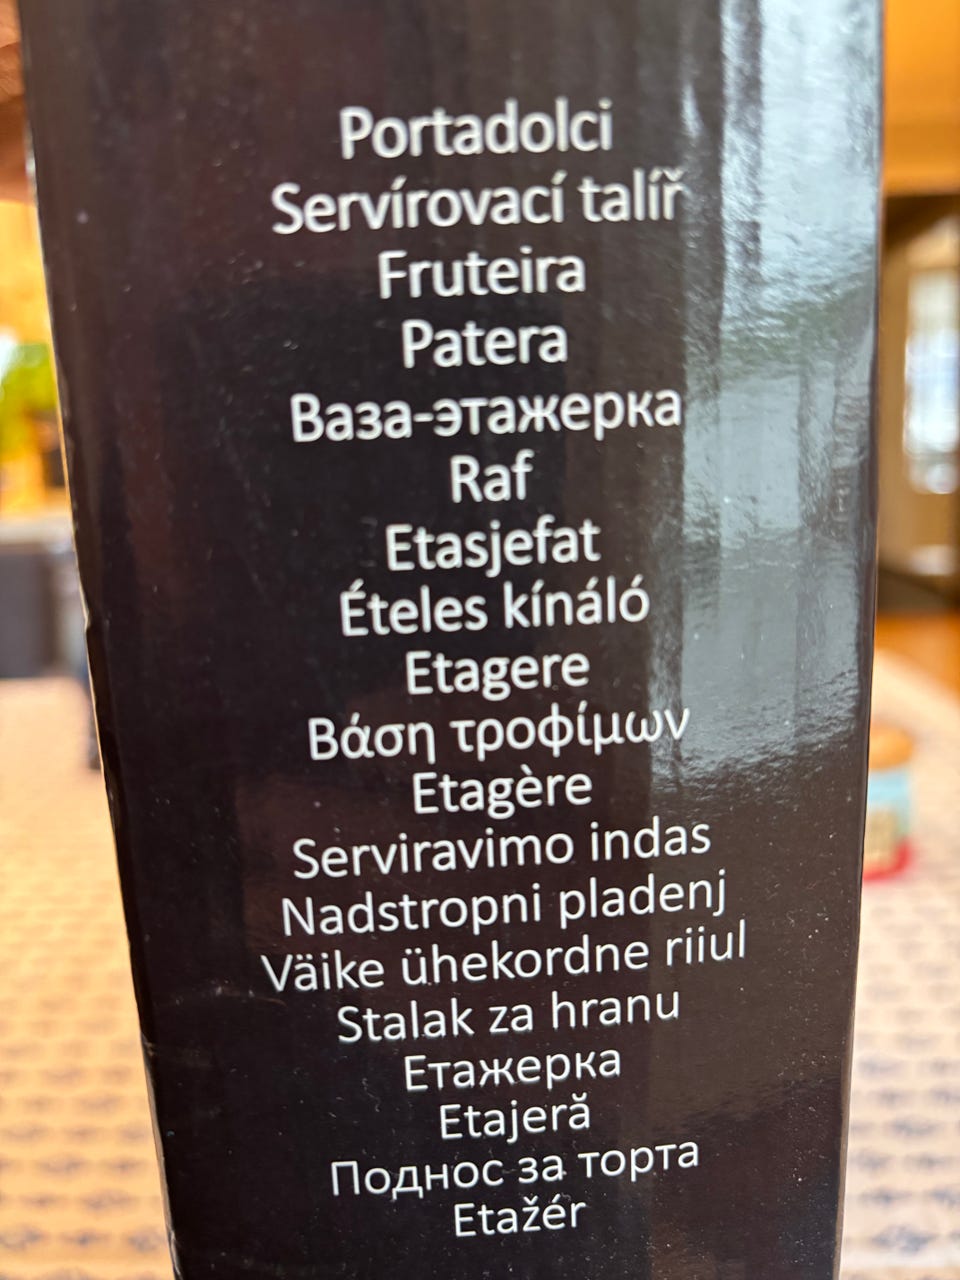 Portadolci
Servírovací talíř
Fruteira
Patera
Ваза-этажерка
Raf
Etasjefat
Ételes kínáló
Etagere
Βάση τροφίμων
Etagère
Serviravimo indas
Nadstropni pladenj
Väike ühekordne riiul
Stalak za hranu
Етажерка
Etajeră
Поднос за торта
Etažér